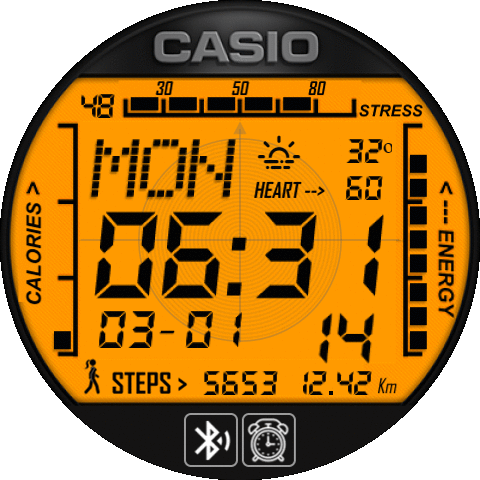 CASIO
30 50 80
48 STRESS
MON 32°
HEART --> 60
06:31
03-01 14
STEPS > 5653 12.42 Km
CALORIES >
<--- ENERGY